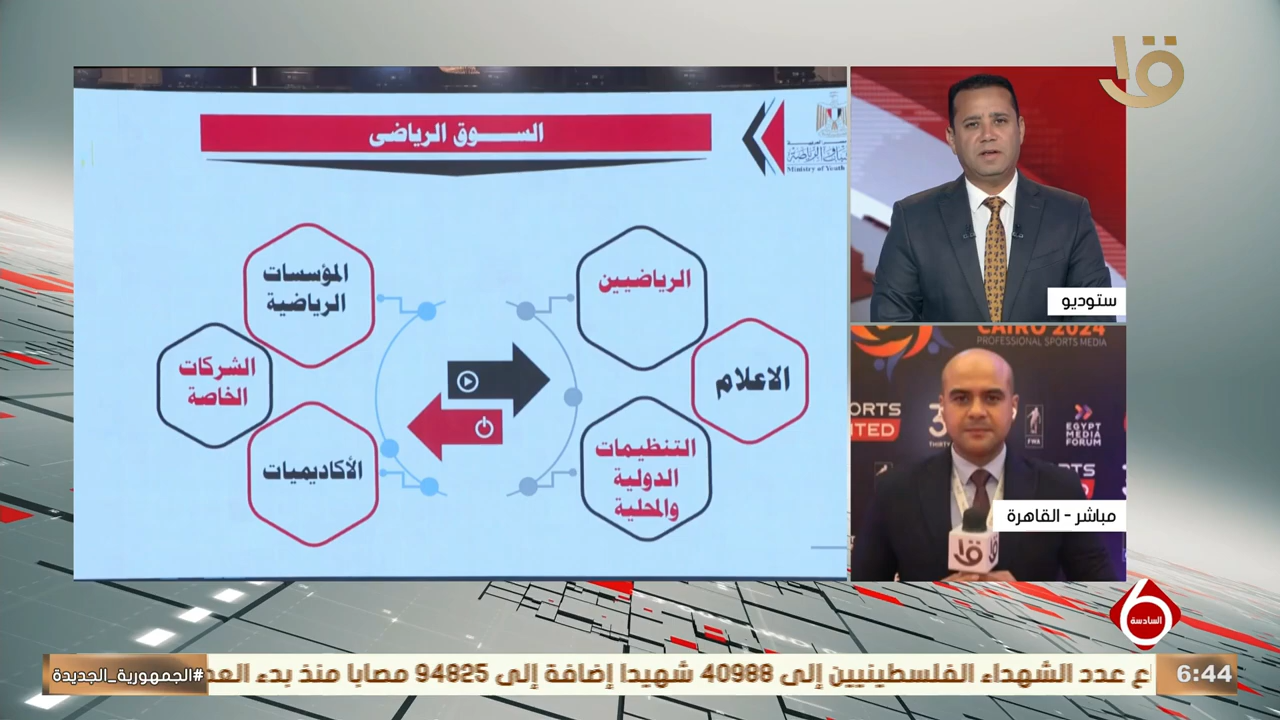 السـوق الرياضى
Ministry of Youth
المؤسسات
الرياضية
الشركات
الخاصة
الأكاديميات
الرياضيين
الاعلام
التنظيمات
الدولية
والمحلية
ستوديو
CAIRO 2024
PROFESSIONAL SPORTS MEDIA
EGYPT
MEDIA
FORUM
مباشر - القاهرة
السادسة
6:44
ع عدد الشهداء الفلسطينيين إلى 40988 شهيدا إضافة إلى 94825 مصابا منذ بدء العد
#الجمهورية_الجديدة